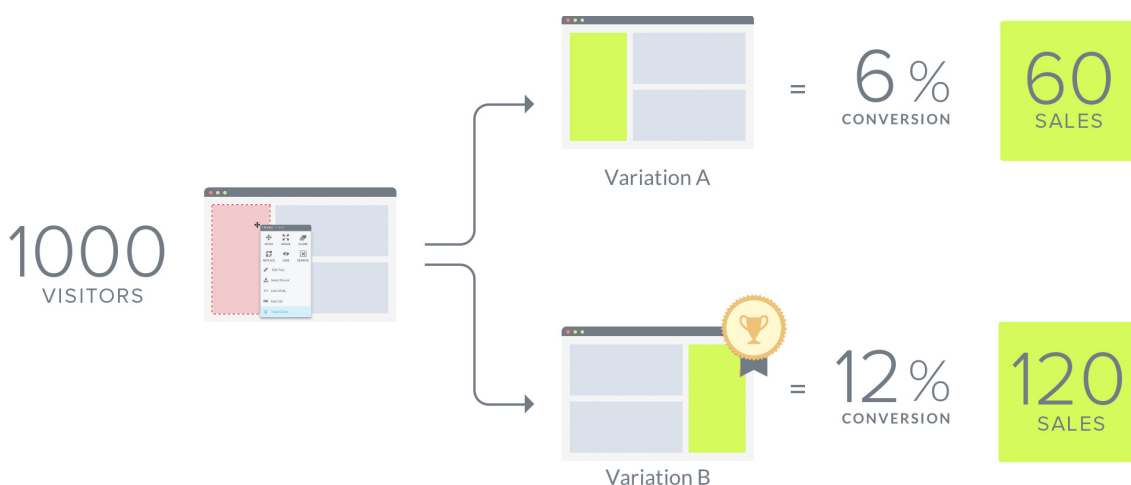 1000
VISITORS
Variation A
=
6 %
CONVERSION
60
SALES
Variation B
=
12 %
CONVERSION
120
SALES